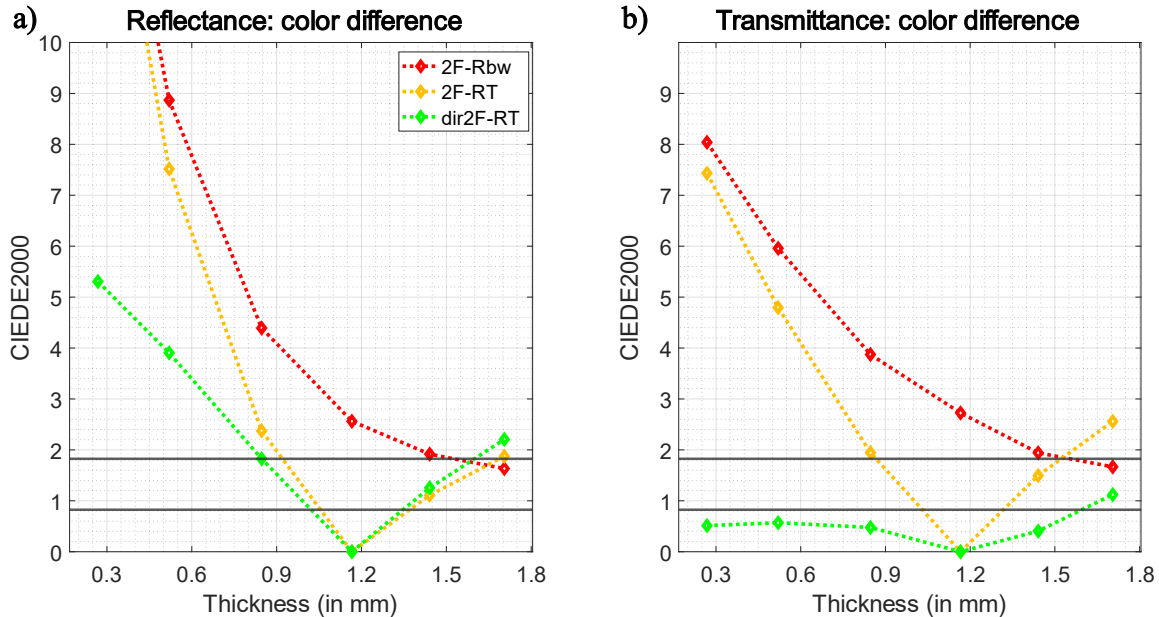 a)
Reflectance: color difference
10
9
8
7
6
5
4
3
2
1
0
CIEDE2000
2F-Rbw
2F-RT
dir2F-RT
0.3 0.6 0.9 1.2 1.5 1.8
Thickness (in mm)
b)
Transmittance: color difference
10
9
8
7
6
5
4
3
2
1
0
CIEDE2000
0.3 0.6 0.9 1.2 1.5 1.8
Thickness (in mm)